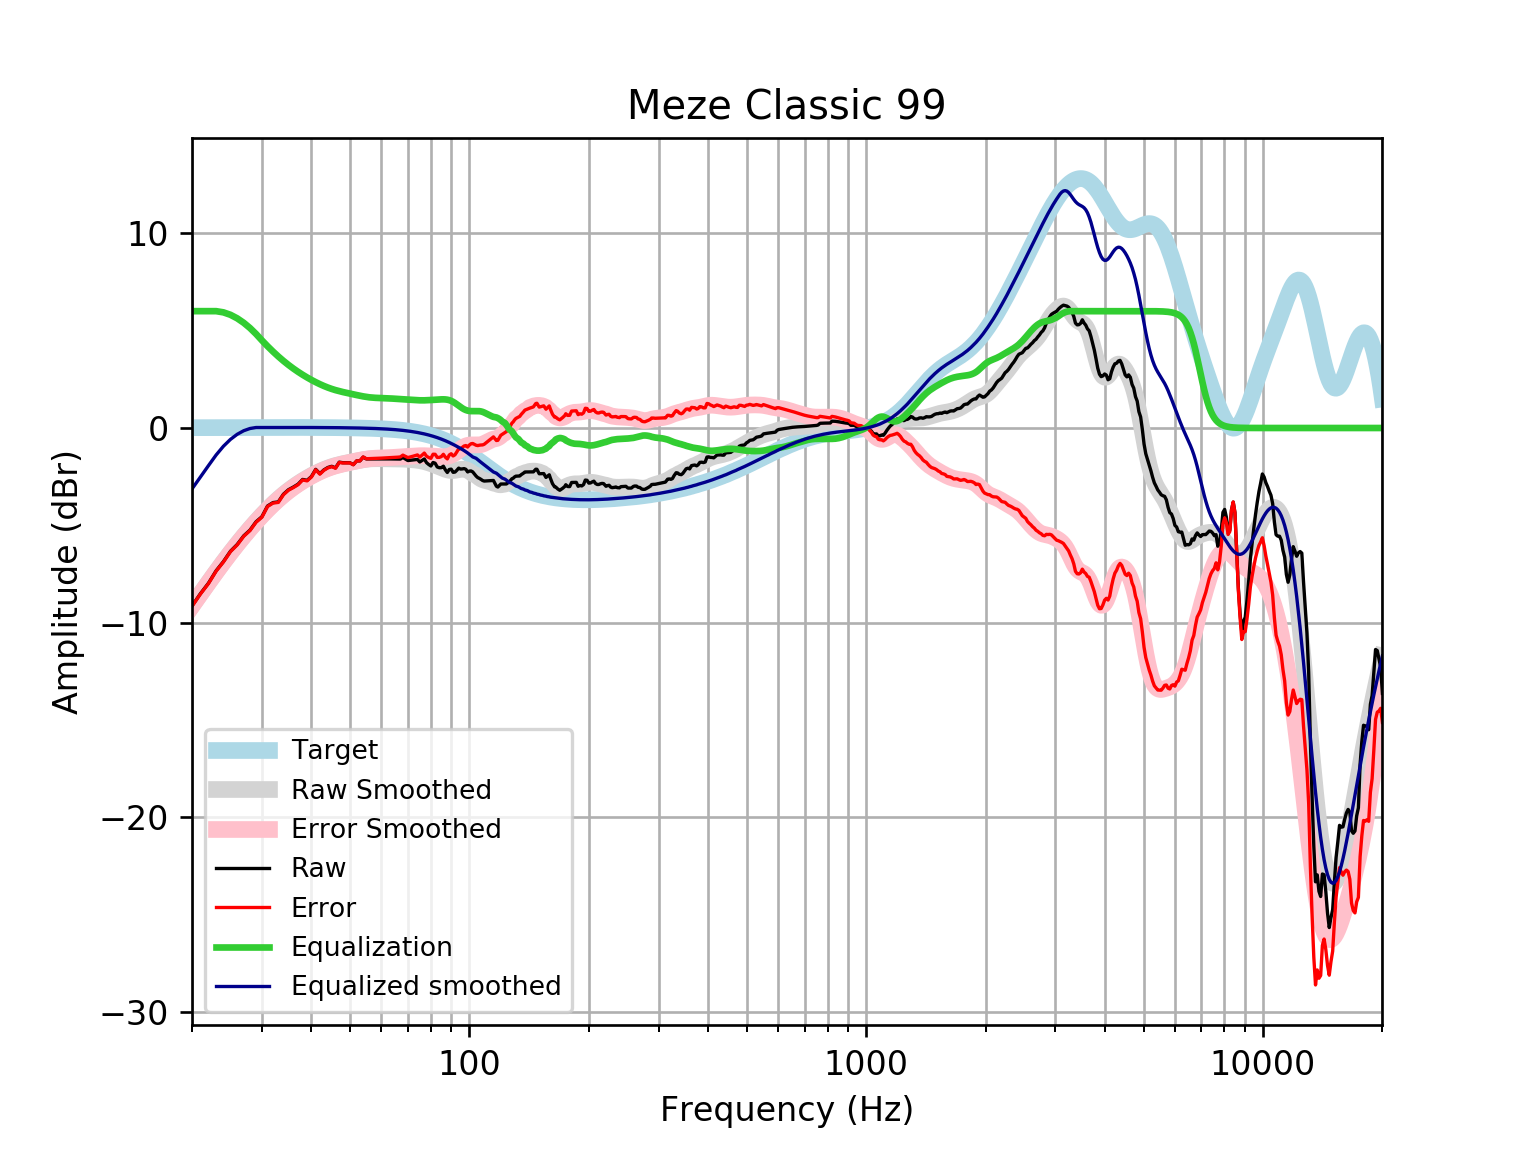 Meze Classic 99
10
0
−10
−20
−30
Amplitude (dBr)
Target
Raw Smoothed
Error Smoothed
Raw
Error
Equalization
Equalized smoothed
100
1000
10000
Frequency (Hz)